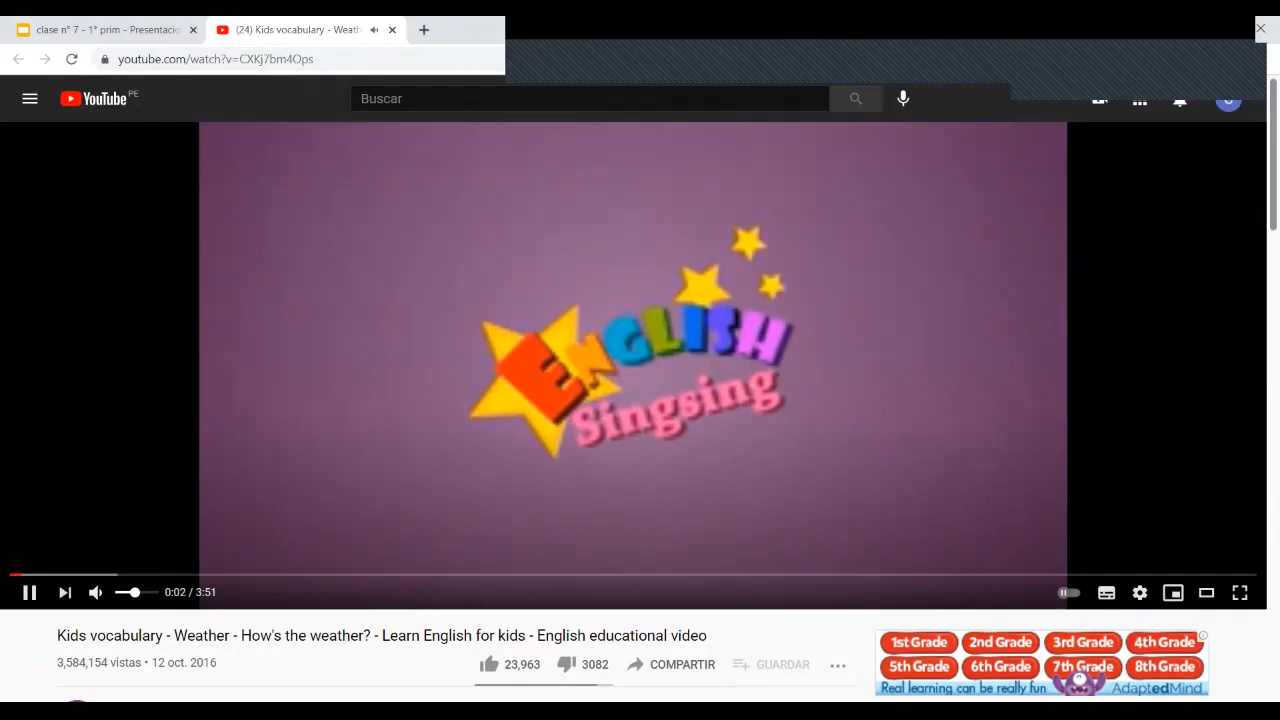 clase n° 7 - 1° prim - Presentació
(24) Kids vocabulary - Weath
youtube.com/watch?v=CXKj7bm4Ops
YouTube PE
Buscar
ENGLISH
Singsing
0:02 / 3:51
Kids vocabulary - Weather - How's the weather? - Learn English for kids - English educational video
3,584,154 vistas • 12 oct. 2016
23,963
3082
COMPARTIR
GUARDAR
1st Grade 2nd Grade 3rd Grade 4th Grade
5th Grade 6th Grade 7th Grade 8th Grade
Real learning can be really fun AdaptedMind